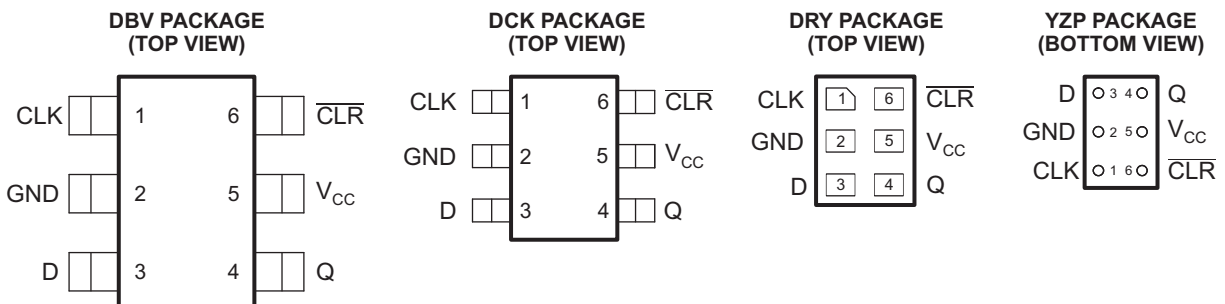 DBV PACKAGE
(TOP VIEW)
CLK 1 6 CLR
GND 2 5 VCC
D 3 4 Q
DCK PACKAGE
(TOP VIEW)
CLK 1 6 CLR
GND 2 5 VCC
D 3 4 Q
DRY PACKAGE
(TOP VIEW)
CLK 1 6 CLR
GND 2 5 VCC
D 3 4 Q
YZP PACKAGE
(BOTTOM VIEW)
D 3 4 Q
GND 2 5 VCC
CLK 1 6 CLR